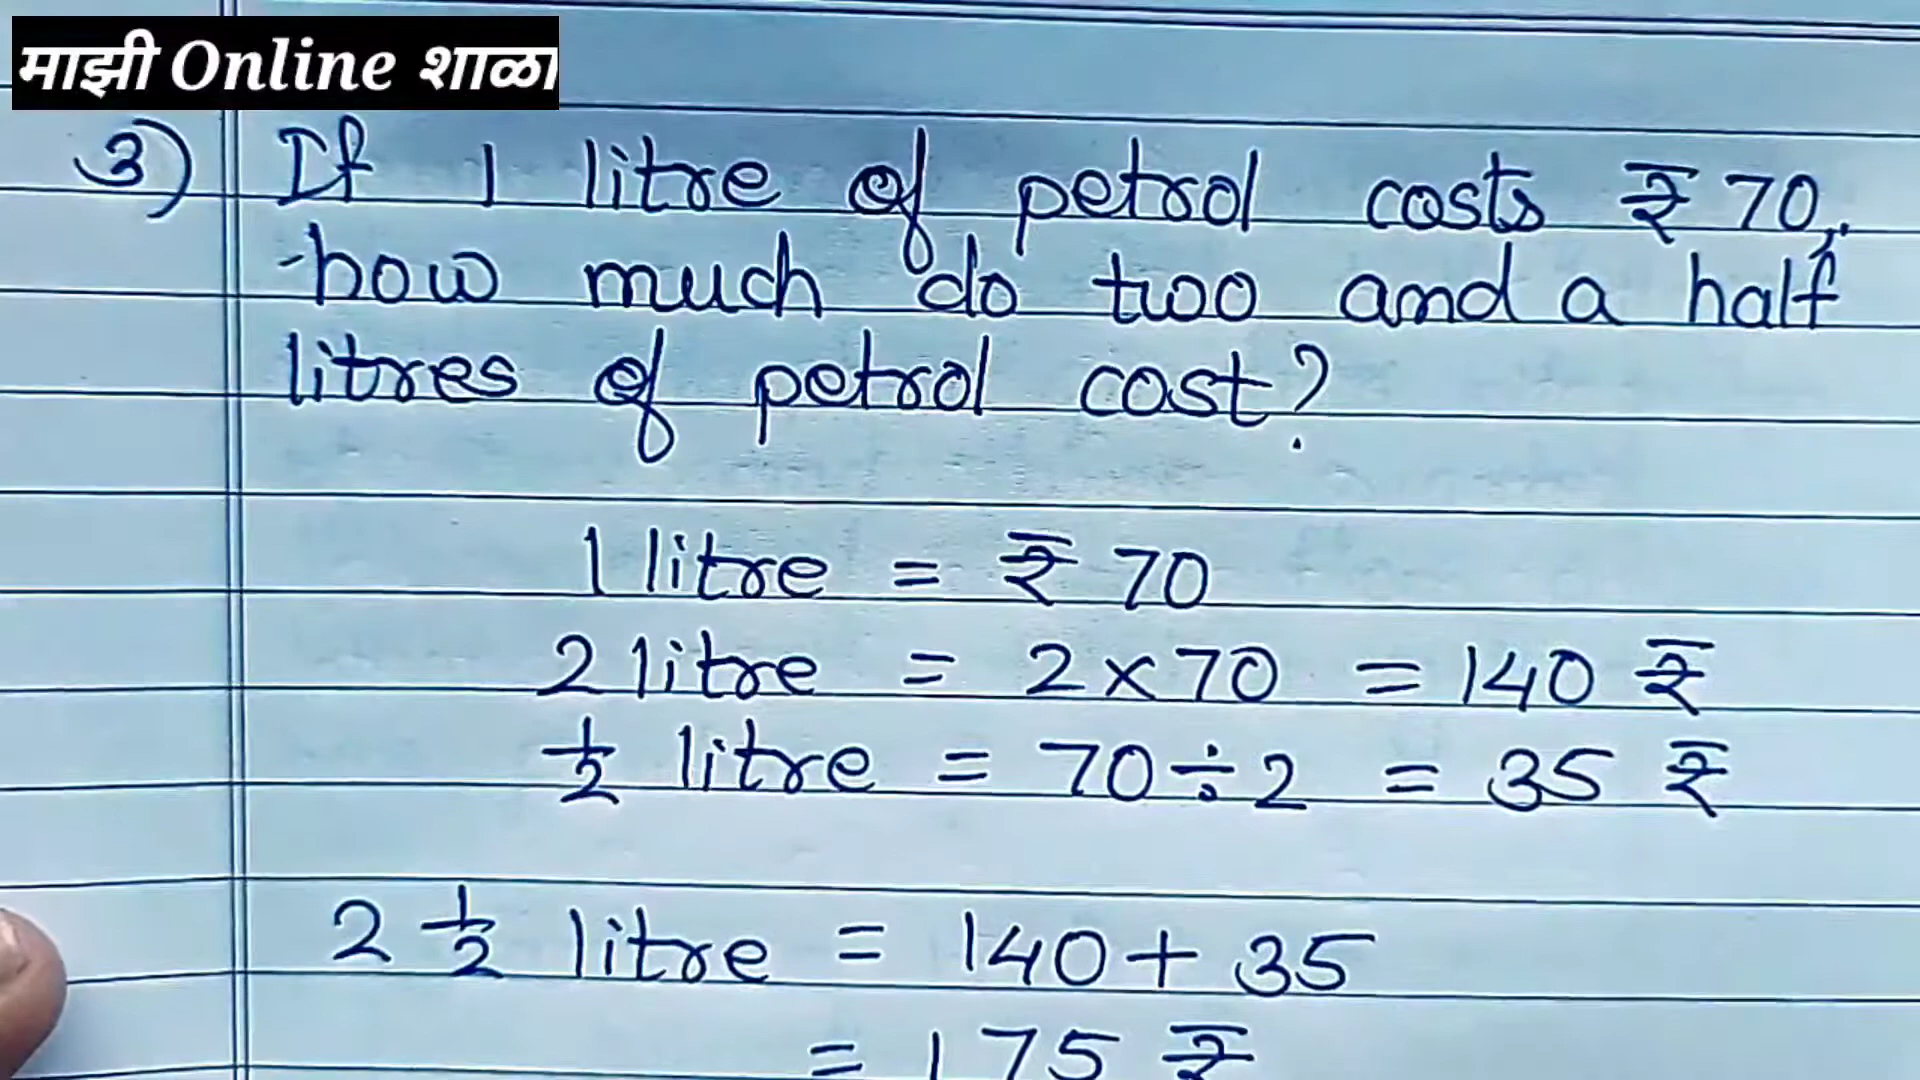 माझी Online शाळा
3) If 1 litre of petrol costs ₹ 70,
how much do two and a half
litres of petrol cost?
1 litre = ₹ 70
2 litre = 2 × 70 = 140 ₹
1/2 litre = 70 ÷ 2 = 35 ₹
2 1/2 litre = 140 + 35
= 175 ₹